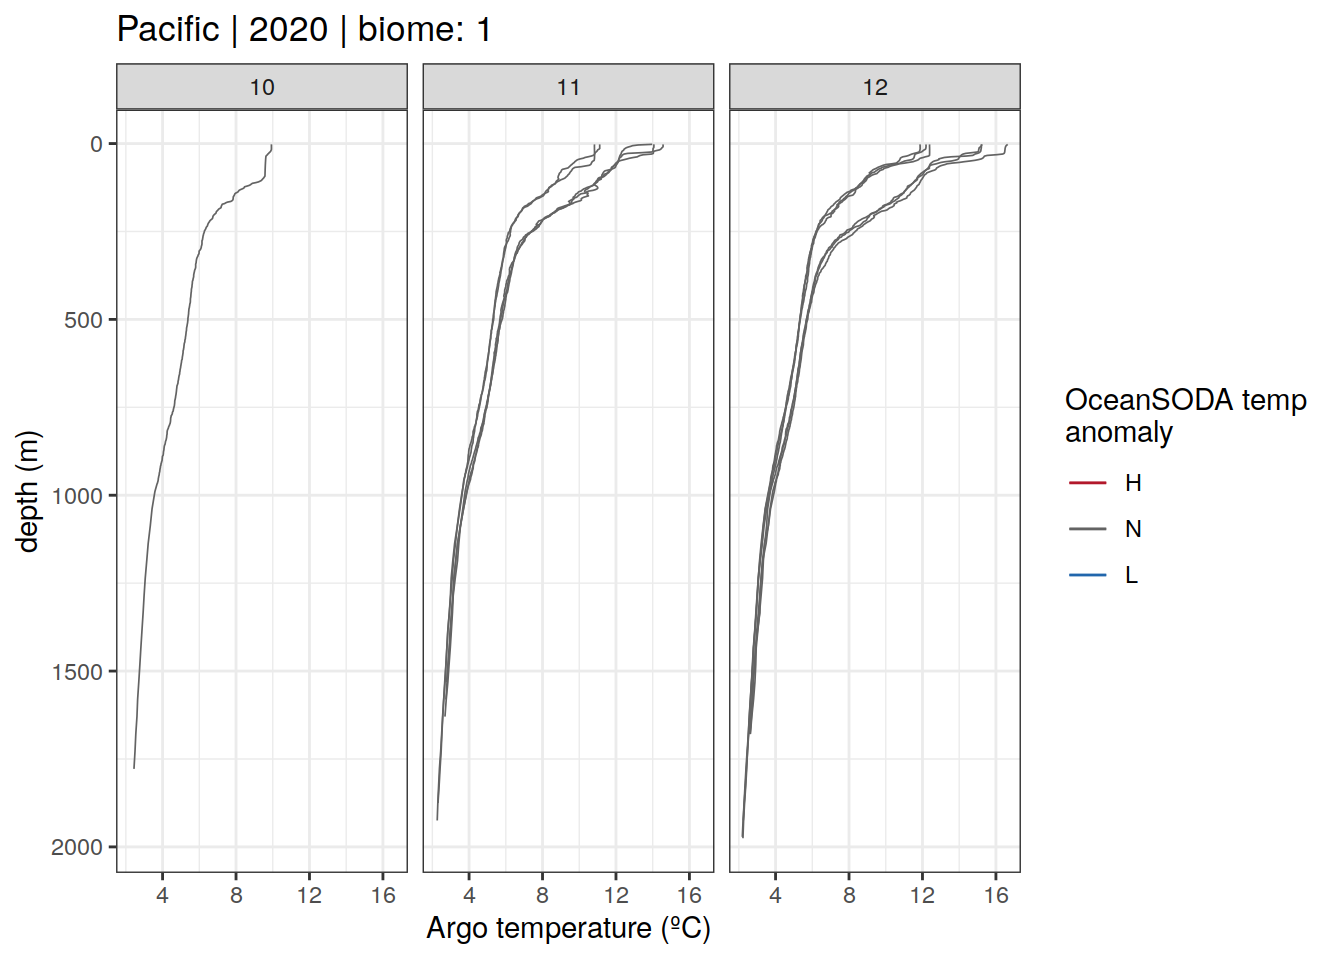 Pacific | 2020 | biome: 1
10 11 12
0
500
1000
1500
2000
depth (m)
4 8 12 16 4 8 12 16 4 8 12 16
Argo temperature (ºC)
OceanSODA temp
anomaly
H
N
L